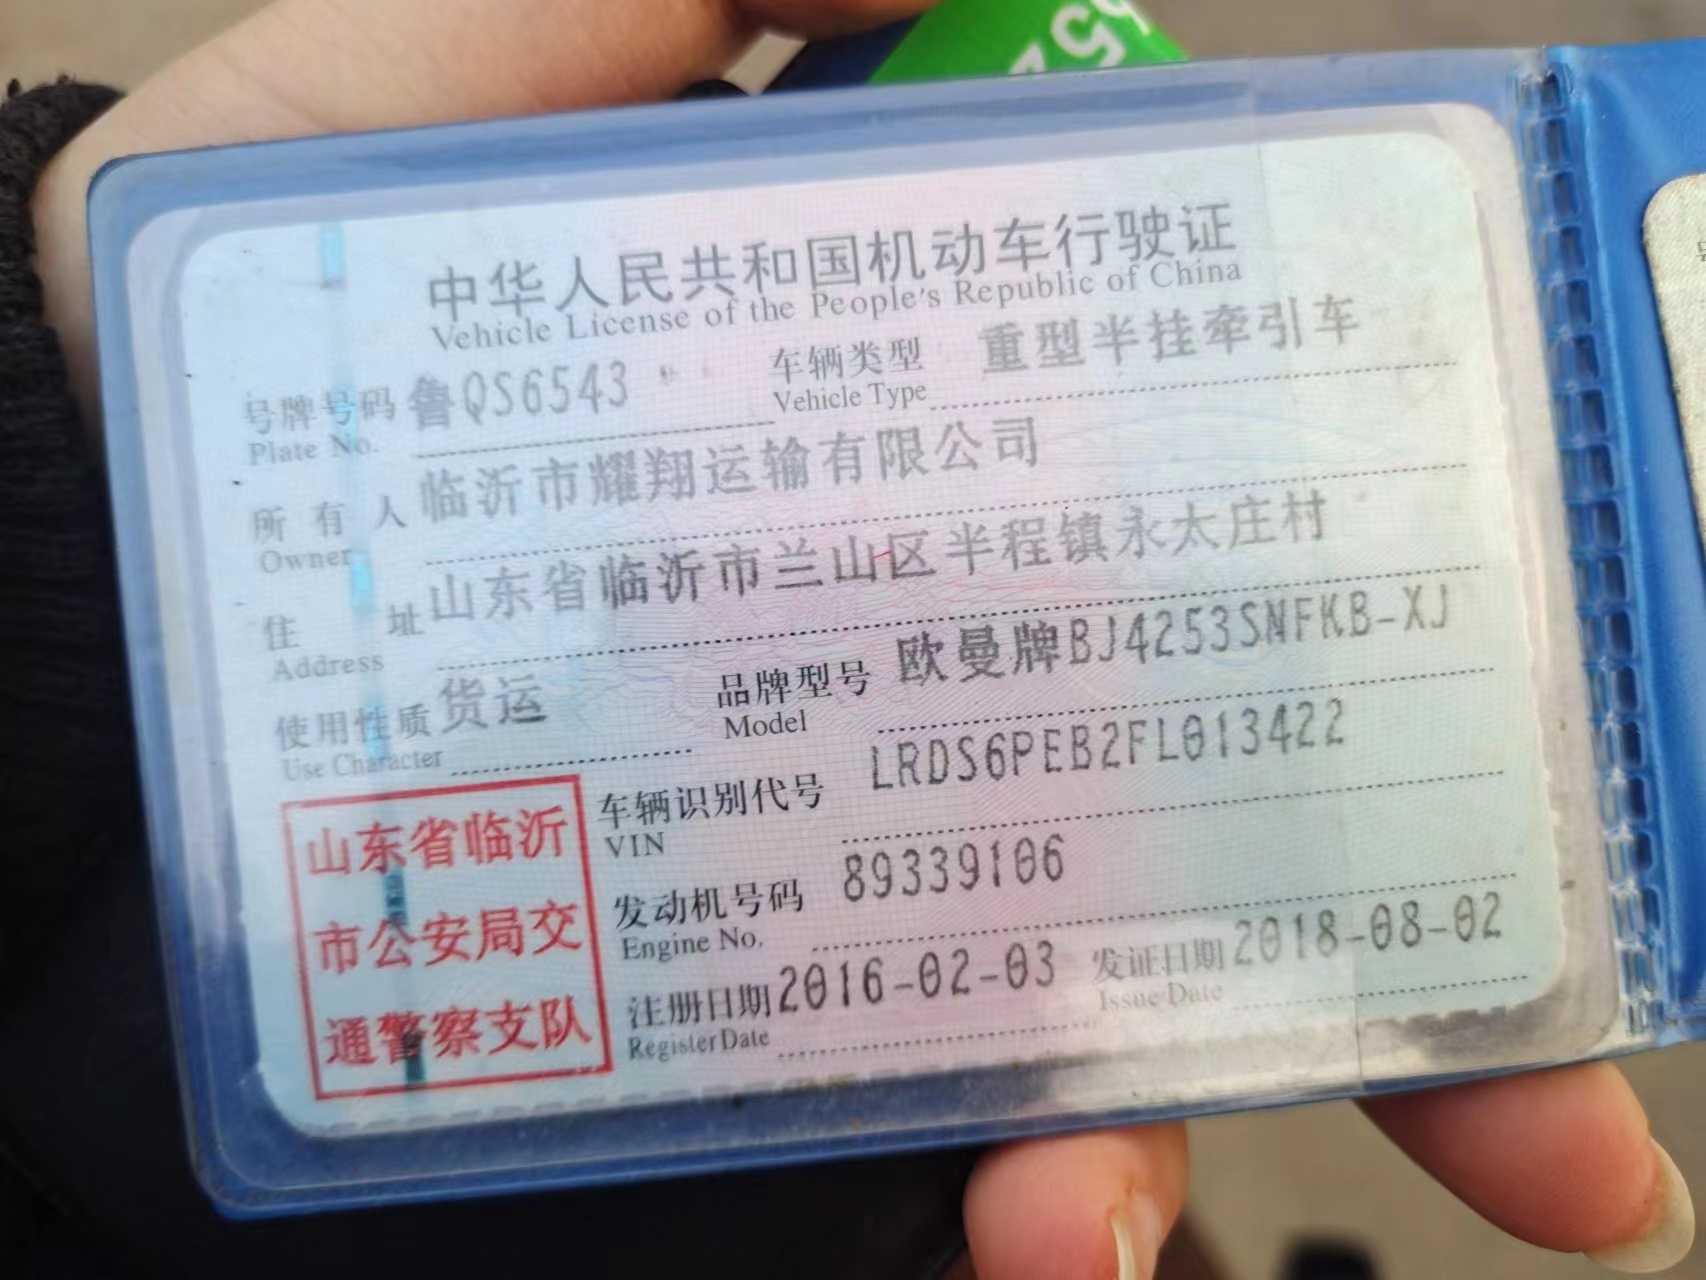 中华人民共和国机动车行驶证
Vehicle License of the People's Republic of China
号牌号码 鲁QS6543 车辆类型 重型半挂牵引车
Plate No. Vehicle Type
所有人 临沂市耀翔运输有限公司
Owner
住址 山东省临沂市兰山区半程镇永太庄村
Address
使用性质 货运 品牌型号 欧曼牌BJ4253SNFKB-XJ
Use Character Model
车辆识别代号 LRDS6PEB2FL013422
VIN
发动机号码 89339106
Engine No.
注册日期 2016-02-03 发证日期 2018-08-02
Register Date Issue Date
山东省临沂
市公安局交
通警察支队